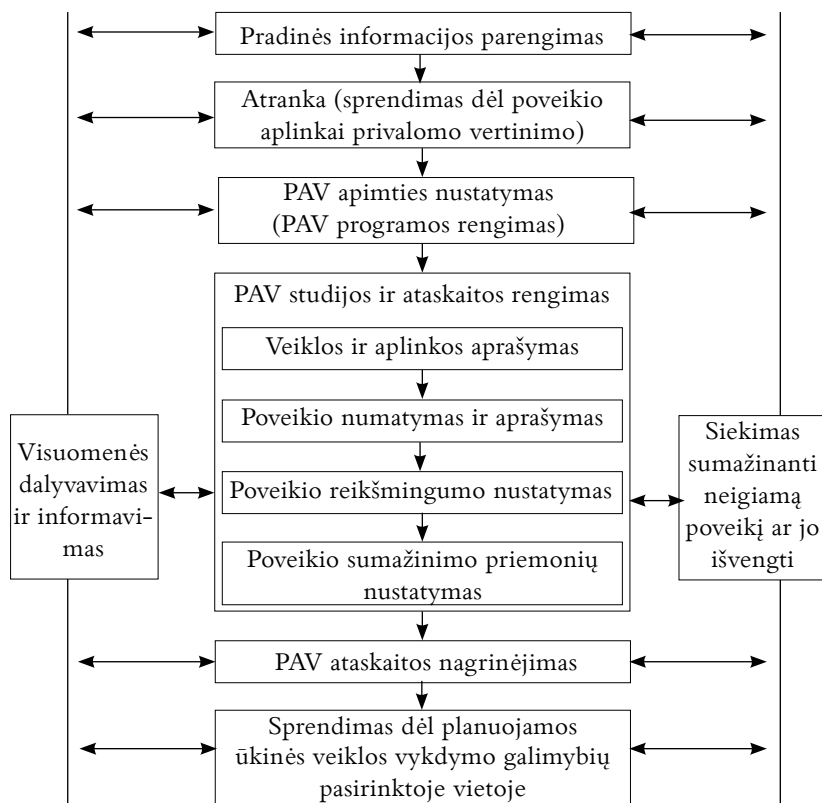 Pradinės informacijos parengimas
Atranka (sprendimas dėl poveikio
aplinkai privalomo vertinimo)
PAV apimties nustatymas
(PAV programos rengimas)
PAV studijos ir ataskaitos rengimas
Veiklos ir aplinkos aprašymas
Poveikio numatymas ir aprašymas
Poveikio reikšmingumo nustatymas
Poveikio sumažinimo priemonių
nustatymas
Visuomenės
dalyvavimas
ir informavi-
mas
Siekimas
sumažinanti
neigiamą
poveikį ar jo
išvengti
PAV ataskaitos nagrinėjimas
Sprendimas dėl planuojamos
ūkinės veiklos vykdymo galimybių
pasirinktoje vietoje